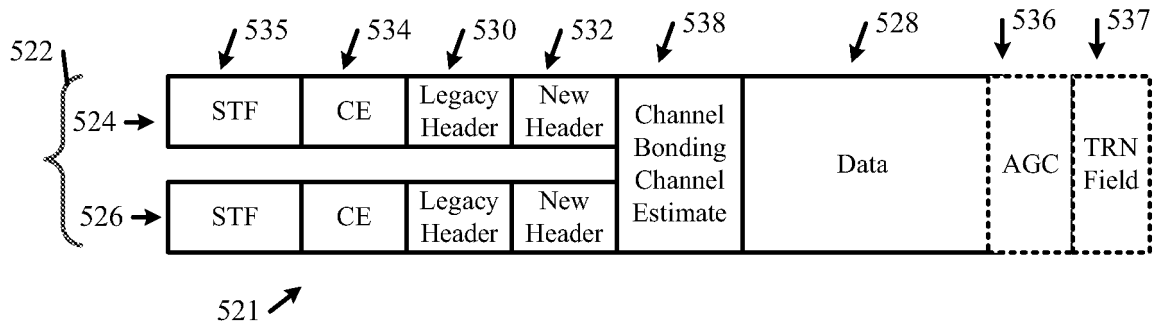 535 534 530 532 538 528 536 537
522
524
STF CE Legacy Header New Header
Channel Bonding Channel Estimate
Data
AGC
TRN Field
526
STF CE Legacy Header New Header
521